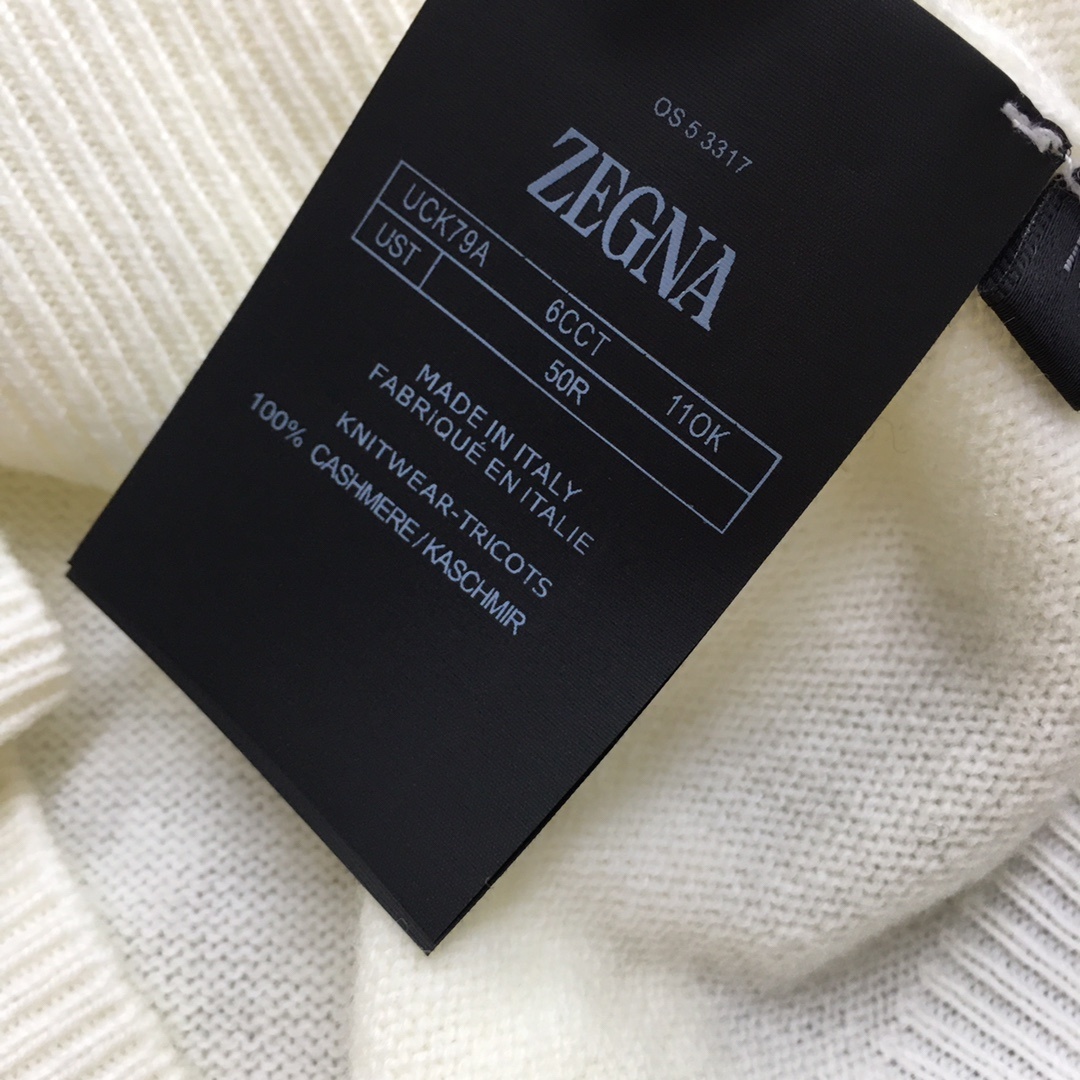 OS 5 3317
ZEGNA
UCK79A 6CCT 110K
UST 50R
MADE IN ITALY
FABRIQUÉ EN ITALIE
KNITWEAR-TRICOTS
100% CASHMERE / KASCHMIR